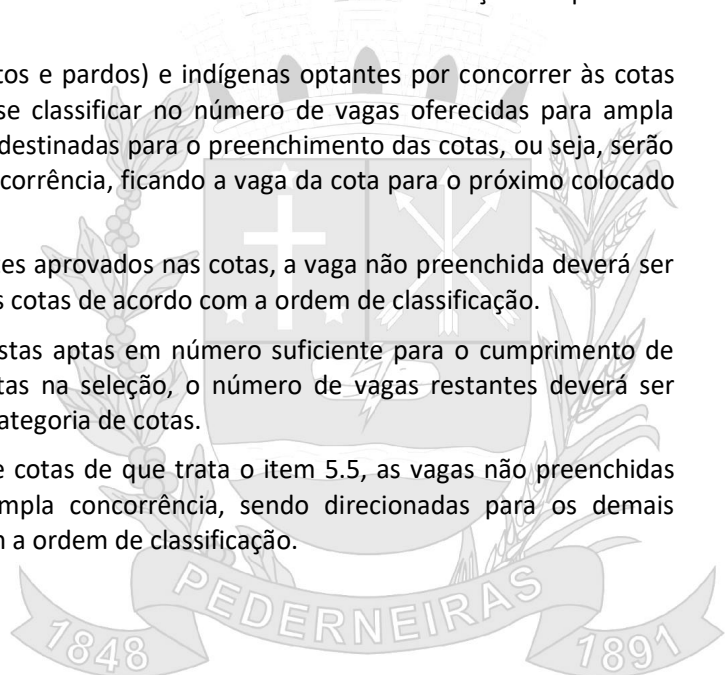 tos e pardos) e indígenas optantes por concorrer às cotas
se classificar no número de vagas oferecidas para ampla
destinadas para o preenchimento das cotas, ou seja, serão
corrência, ficando a vaga da cota para o próximo colocado
es aprovados nas cotas, a vaga não preenchida deverá ser
s cotas de acordo com a ordem de classificação.
stas aptas em número suficiente para o cumprimento de
tas na seleção, o número de vagas restantes deverá ser
ategoria de cotas.
e cotas de que trata o item 5.5, as vagas não preenchidas
mpla concorrência, sendo direcionadas para os demais
a ordem de classificação.
PEDERNEIRAS
1848
1891